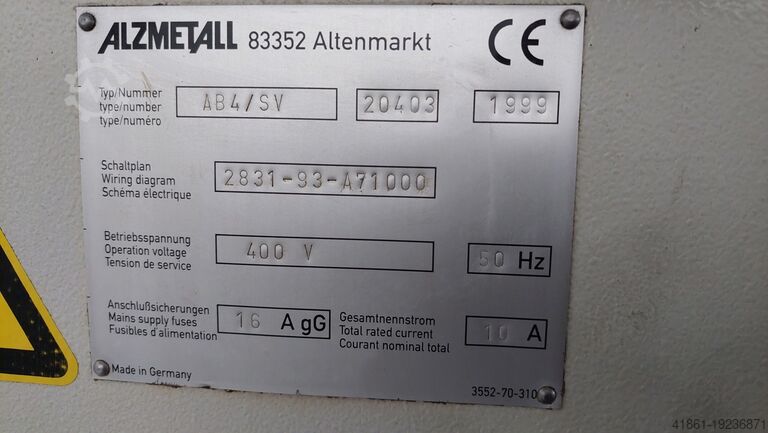 ALZMETALL 83352 Altenmarkt CE
Typ/Nummer
type/number
type/numéro
AB4/SV 20403 1999
Schaltplan
Wiring diagram
Schéma électrique
2831-93-A71000
Betriebsspannung
Operation voltage
Tension de service
400 V 50 Hz
Anschlußsicherungen
Mains supply fuses
Fusibles d'alimentation
16 A gG
Gesamtnennstrom
Total rated current
Courant nominal total
10 A
Made in Germany
3552-70-310
41861-19236871